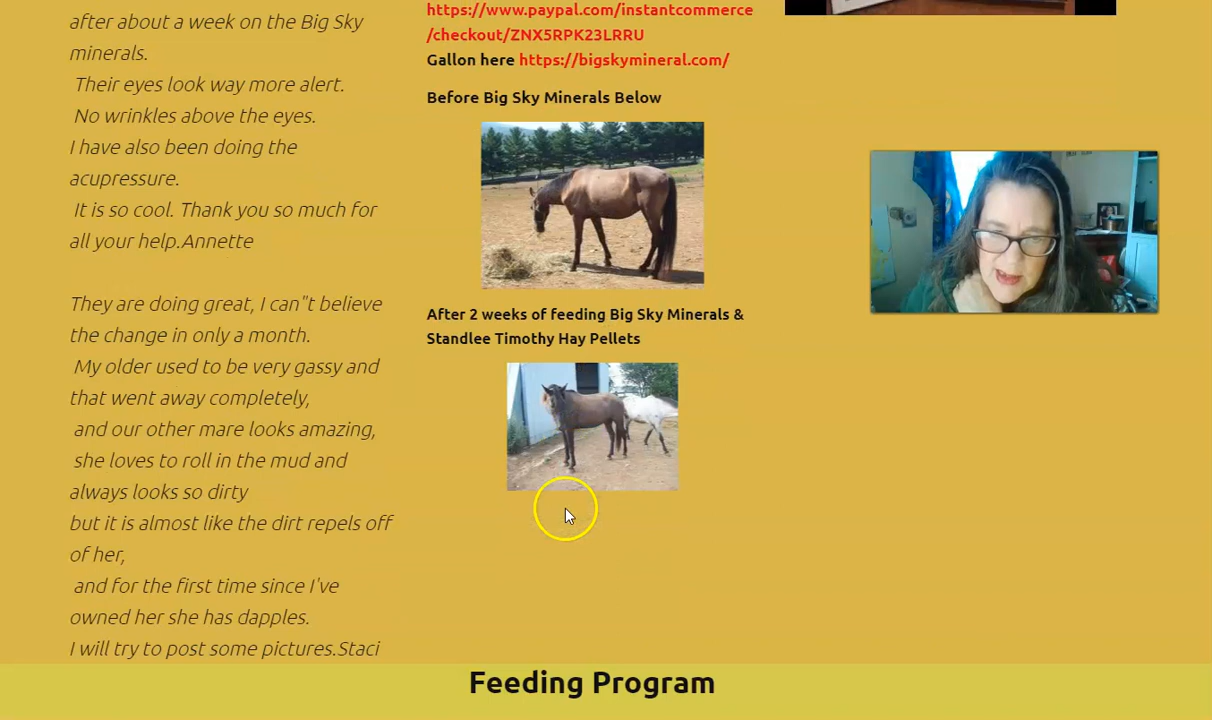 after about a week on the Big Sky
minerals.
Their eyes look way more alert.
No wrinkles above the eyes.
I have also been doing the
acupressure.
It is so cool. Thank you so much for
all your help.Annette
They are doing great, I can"t believe
the change in only a month.
My older used to be very gassy and
that went away completely,
and our other mare looks amazing,
she loves to roll in the mud and
always looks so dirty
but it is almost like the dirt repels off
of her,
and for the first time since I've
owned her she has dapples.
I will try to post some pictures.Staci
https://www.paypal.com/instantcommerce
/checkout/ZNX5RPK23LRRU
Gallon here https://bigskymineral.com/
Before Big Sky Minerals Below
After 2 weeks of feeding Big Sky Minerals &
Standlee Timothy Hay Pellets
Feeding Program